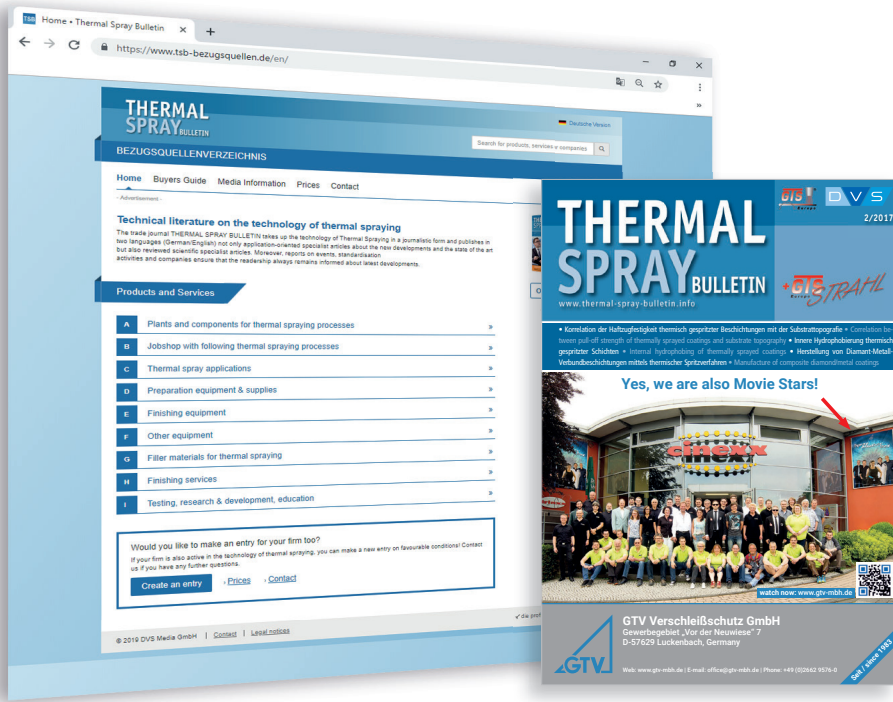 TSB Home • Thermal Spray Bulletin × +
https://www.tsb-bezugsquellen.de/en/
THERMAL
SPRAY BULLETIN
Deutsche Version
Search for products, services e companies
BEZUGSQUELLENVERZEICHNIS
Home Buyers Guide Media Information Prices Contact
- Advertisement -
Technical literature on the technology of thermal spraying
The trade journal THERMAL SPRAY BULLETIN takes up the technology of Thermal Spraying in a journalistic form and publishes in
two languages (German/English) not only application-oriented specialist articles about the new developments and the state of the art
but also reviewed scientific specialist articles. Moreover, reports on events, standardisation
activities and companies ensure that the readership always remains informed about latest developments.
Products and Services
A Plants and components for thermal spraying processes »
B Jobshop with following thermal spraying processes »
C Thermal spray applications »
D Preparation equipment & supplies »
E Finishing equipment »
F Other equipment »
G Filler materials for thermal spraying »
H Finishing services »
I Testing, research & development, education »
Would you like to make an entry for your firm too?
If your firm is also active in the technology of thermal spraying, you can make a new entry on favourable conditions! Contact
us if you have any further questions.
Create an entry › Prices › Contact
© 2019 DVS Media GmbH | Contact | Legal notices
die prof
GTS Europe DVS
2/2017
THERMAL
SPRAY BULLETIN
www.thermal-spray-bulletin.info
+GTS STRAHL
Europe
• Korrelation der Haftzugfestigkeit thermisch gespritzter Beschichtungen mit der Substrattopografie • Correlation be-
tween pull-off strength of thermally sprayed coatings and substrate topography • Innere Hydrophobierung thermisch
gespritzter Schichten • Internal hydrophobing of thermally sprayed coatings • Herstellung von Diamant-Metall-
Verbundbeschichtungen mittels thermischer Spritzverfahren • Manufacture of composite diamond/metal coatings
Yes, we are also Movie Stars!
cinexx
watch now: www.gtv-mbh.de
GTV
GTV Verschleißschutz GmbH
Gewerbegebiet „Vor der Neuwiese“ 7
D-57629 Luckenbach, Germany
Web: www.gtv-mbh.de | E-mail: office@gtv-mbh.de | Phone: +49 (0)2662 9576-0
Seit / since 1983